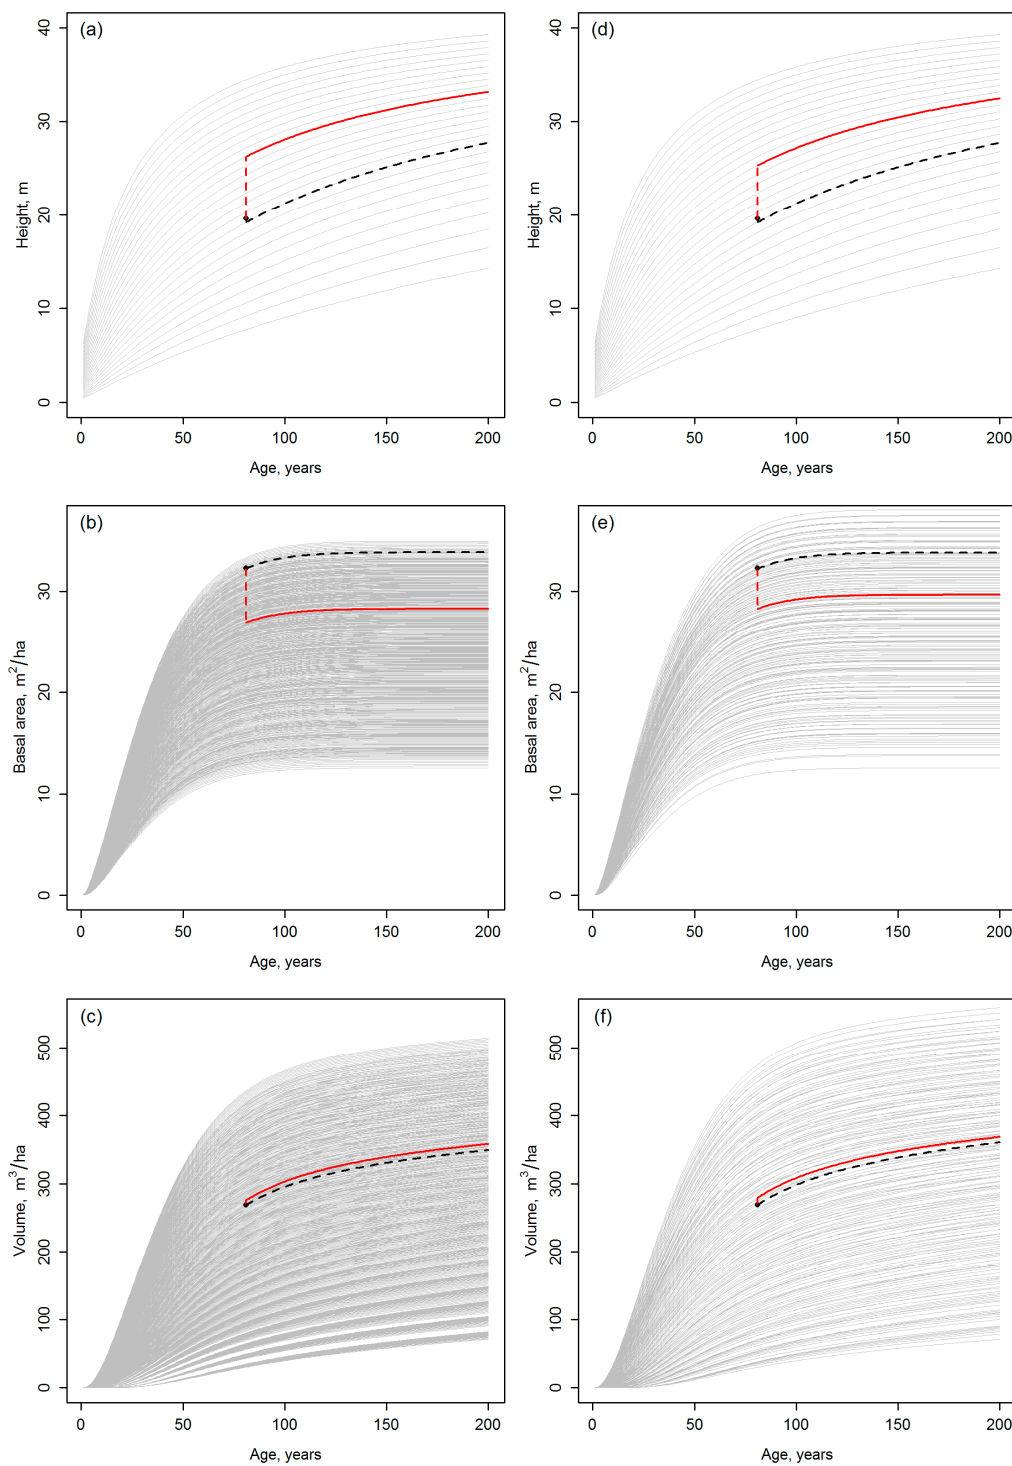 (a)
40
30
20
10
0
Height, m
0 50 100 150 200
Age, years
(d)
40
30
20
10
0
Height, m
0 50 100 150 200
Age, years
(b)
30
20
10
0
Basal area, m²/ha
0 50 100 150 200
Age, years
(e)
30
20
10
0
Basal area, m²/ha
0 50 100 150 200
Age, years
(c)
500
400
300
200
100
0
Volume, m³/ha
0 50 100 150 200
Age, years
(f)
500
400
300
200
100
0
Volume, m³/ha
0 50 100 150 200
Age, years